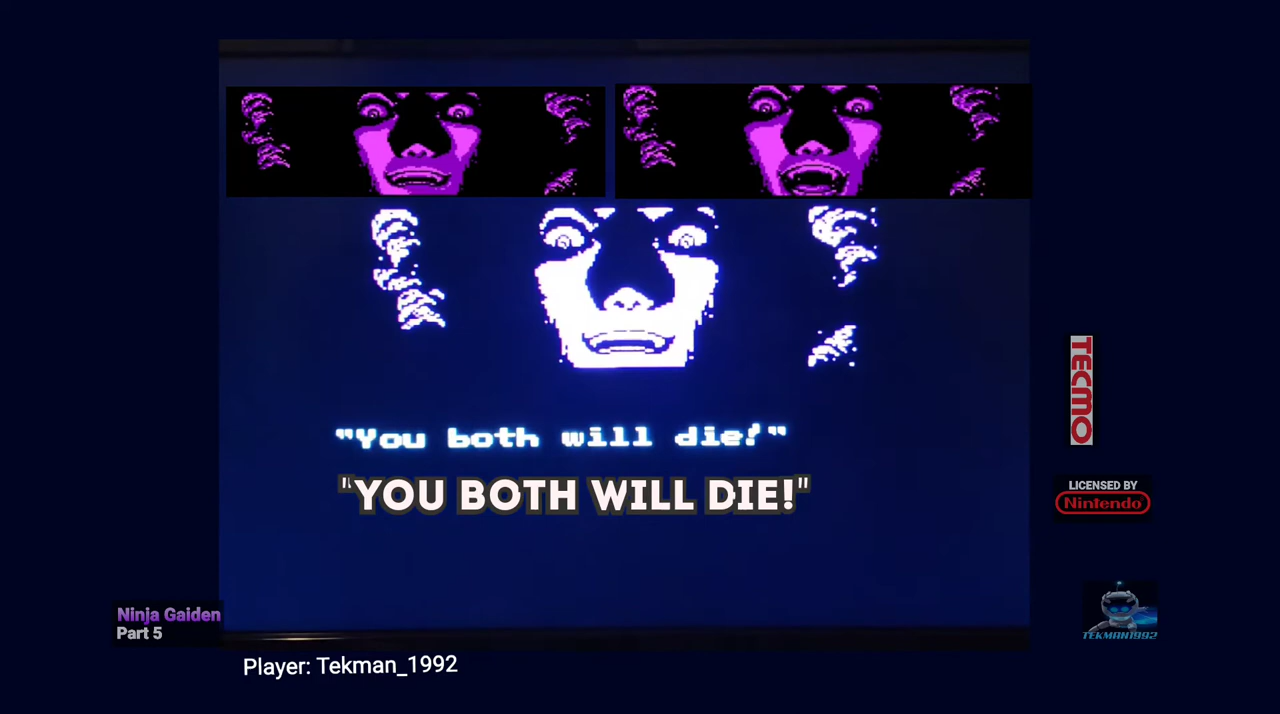 "You both will die!"
"YOU BOTH WILL DIE!"
TECMO
LICENSED BY
Nintendo
Ninja Gaiden
Part 5
TEKMAN1992
Player: Tekman_1992